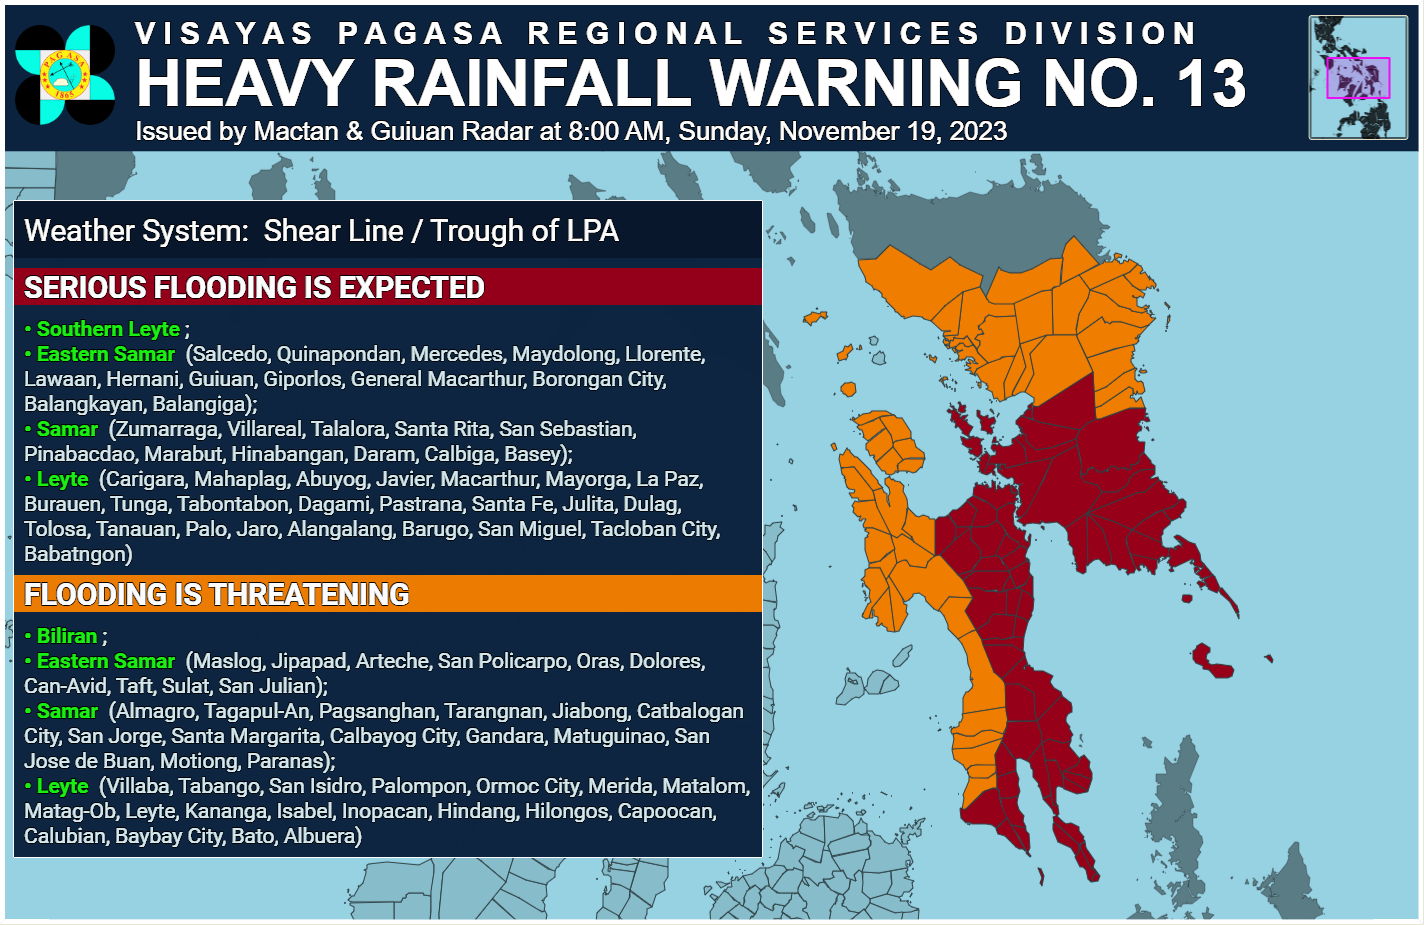 VISAYAS PAGASA REGIONAL SERVICES DIVISION
HEAVY RAINFALL WARNING NO. 13
Issued by Mactan & Guiuan Radar at 8:00 AM, Sunday, November 19, 2023
PAGASA
1865
Weather System: Shear Line / Trough of LPA
SERIOUS FLOODING IS EXPECTED
• Southern Leyte ;
• Eastern Samar (Salcedo, Quinapondan, Mercedes, Maydolong, Llorente,
Lawaan, Hernani, Guiuan, Giporlos, General Macarthur, Borongan City,
Balangkayan, Balangiga);
• Samar (Zumarraga, Villareal, Talalora, Santa Rita, San Sebastian,
Pinabacdao, Marabut, Hinabangan, Daram, Calbiga, Basey);
• Leyte (Carigara, Mahaplag, Abuyog, Javier, Macarthur, Mayorga, La Paz,
Burauen, Tunga, Tabontabon, Dagami, Pastrana, Santa Fe, Julita, Dulag,
Tolosa, Tanauan, Palo, Jaro, Alangalang, Barugo, San Miguel, Tacloban City,
Babatngon)
FLOODING IS THREATENING
• Biliran ;
• Eastern Samar (Maslog, Jipapad, Arteche, San Policarpo, Oras, Dolores,
Can-Avid, Taft, Sulat, San Julian);
• Samar (Almagro, Tagapul-An, Pagsanghan, Tarangnan, Jiabong, Catbalogan
City, San Jorge, Santa Margarita, Calbayog City, Gandara, Matuguinao, San
Jose de Buan, Motiong, Paranas);
• Leyte (Villaba, Tabango, San Isidro, Palompon, Ormoc City, Merida, Matalom,
Matag-Ob, Leyte, Kananga, Isabel, Inopacan, Hindang, Hilongos, Capoocan,
Calubian, Baybay City, Bato, Albuera)